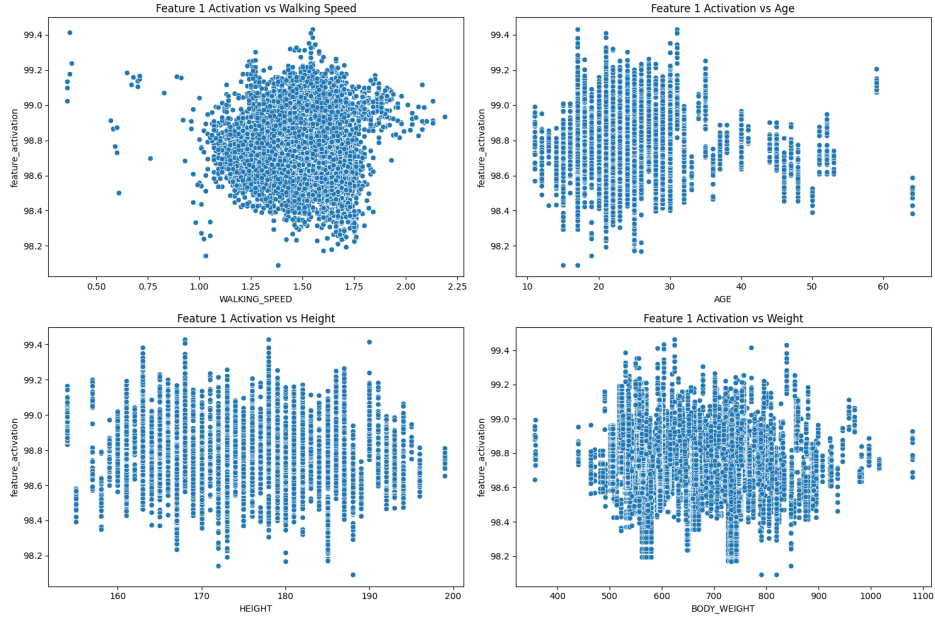 Feature 1 Activation vs Walking Speed
99.4
99.2
99.0
98.8
98.6
98.4
98.2
feature_activation
0.50 0.75 1.00 1.25 1.50 1.75 2.00 2.25
WALKING_SPEED
Feature 1 Activation vs Age
99.4
99.2
99.0
98.8
98.6
98.4
98.2
feature_activation
10 20 30 40 50 60
AGE
Feature 1 Activation vs Height
99.4
99.2
99.0
98.8
98.6
98.4
98.2
feature_activation
160 170 180 190 200
HEIGHT
Feature 1 Activation vs Weight
99.4
99.2
99.0
98.8
98.6
98.4
98.2
feature_activation
400 500 600 700 800 900 1000 1100
BODY_WEIGHT